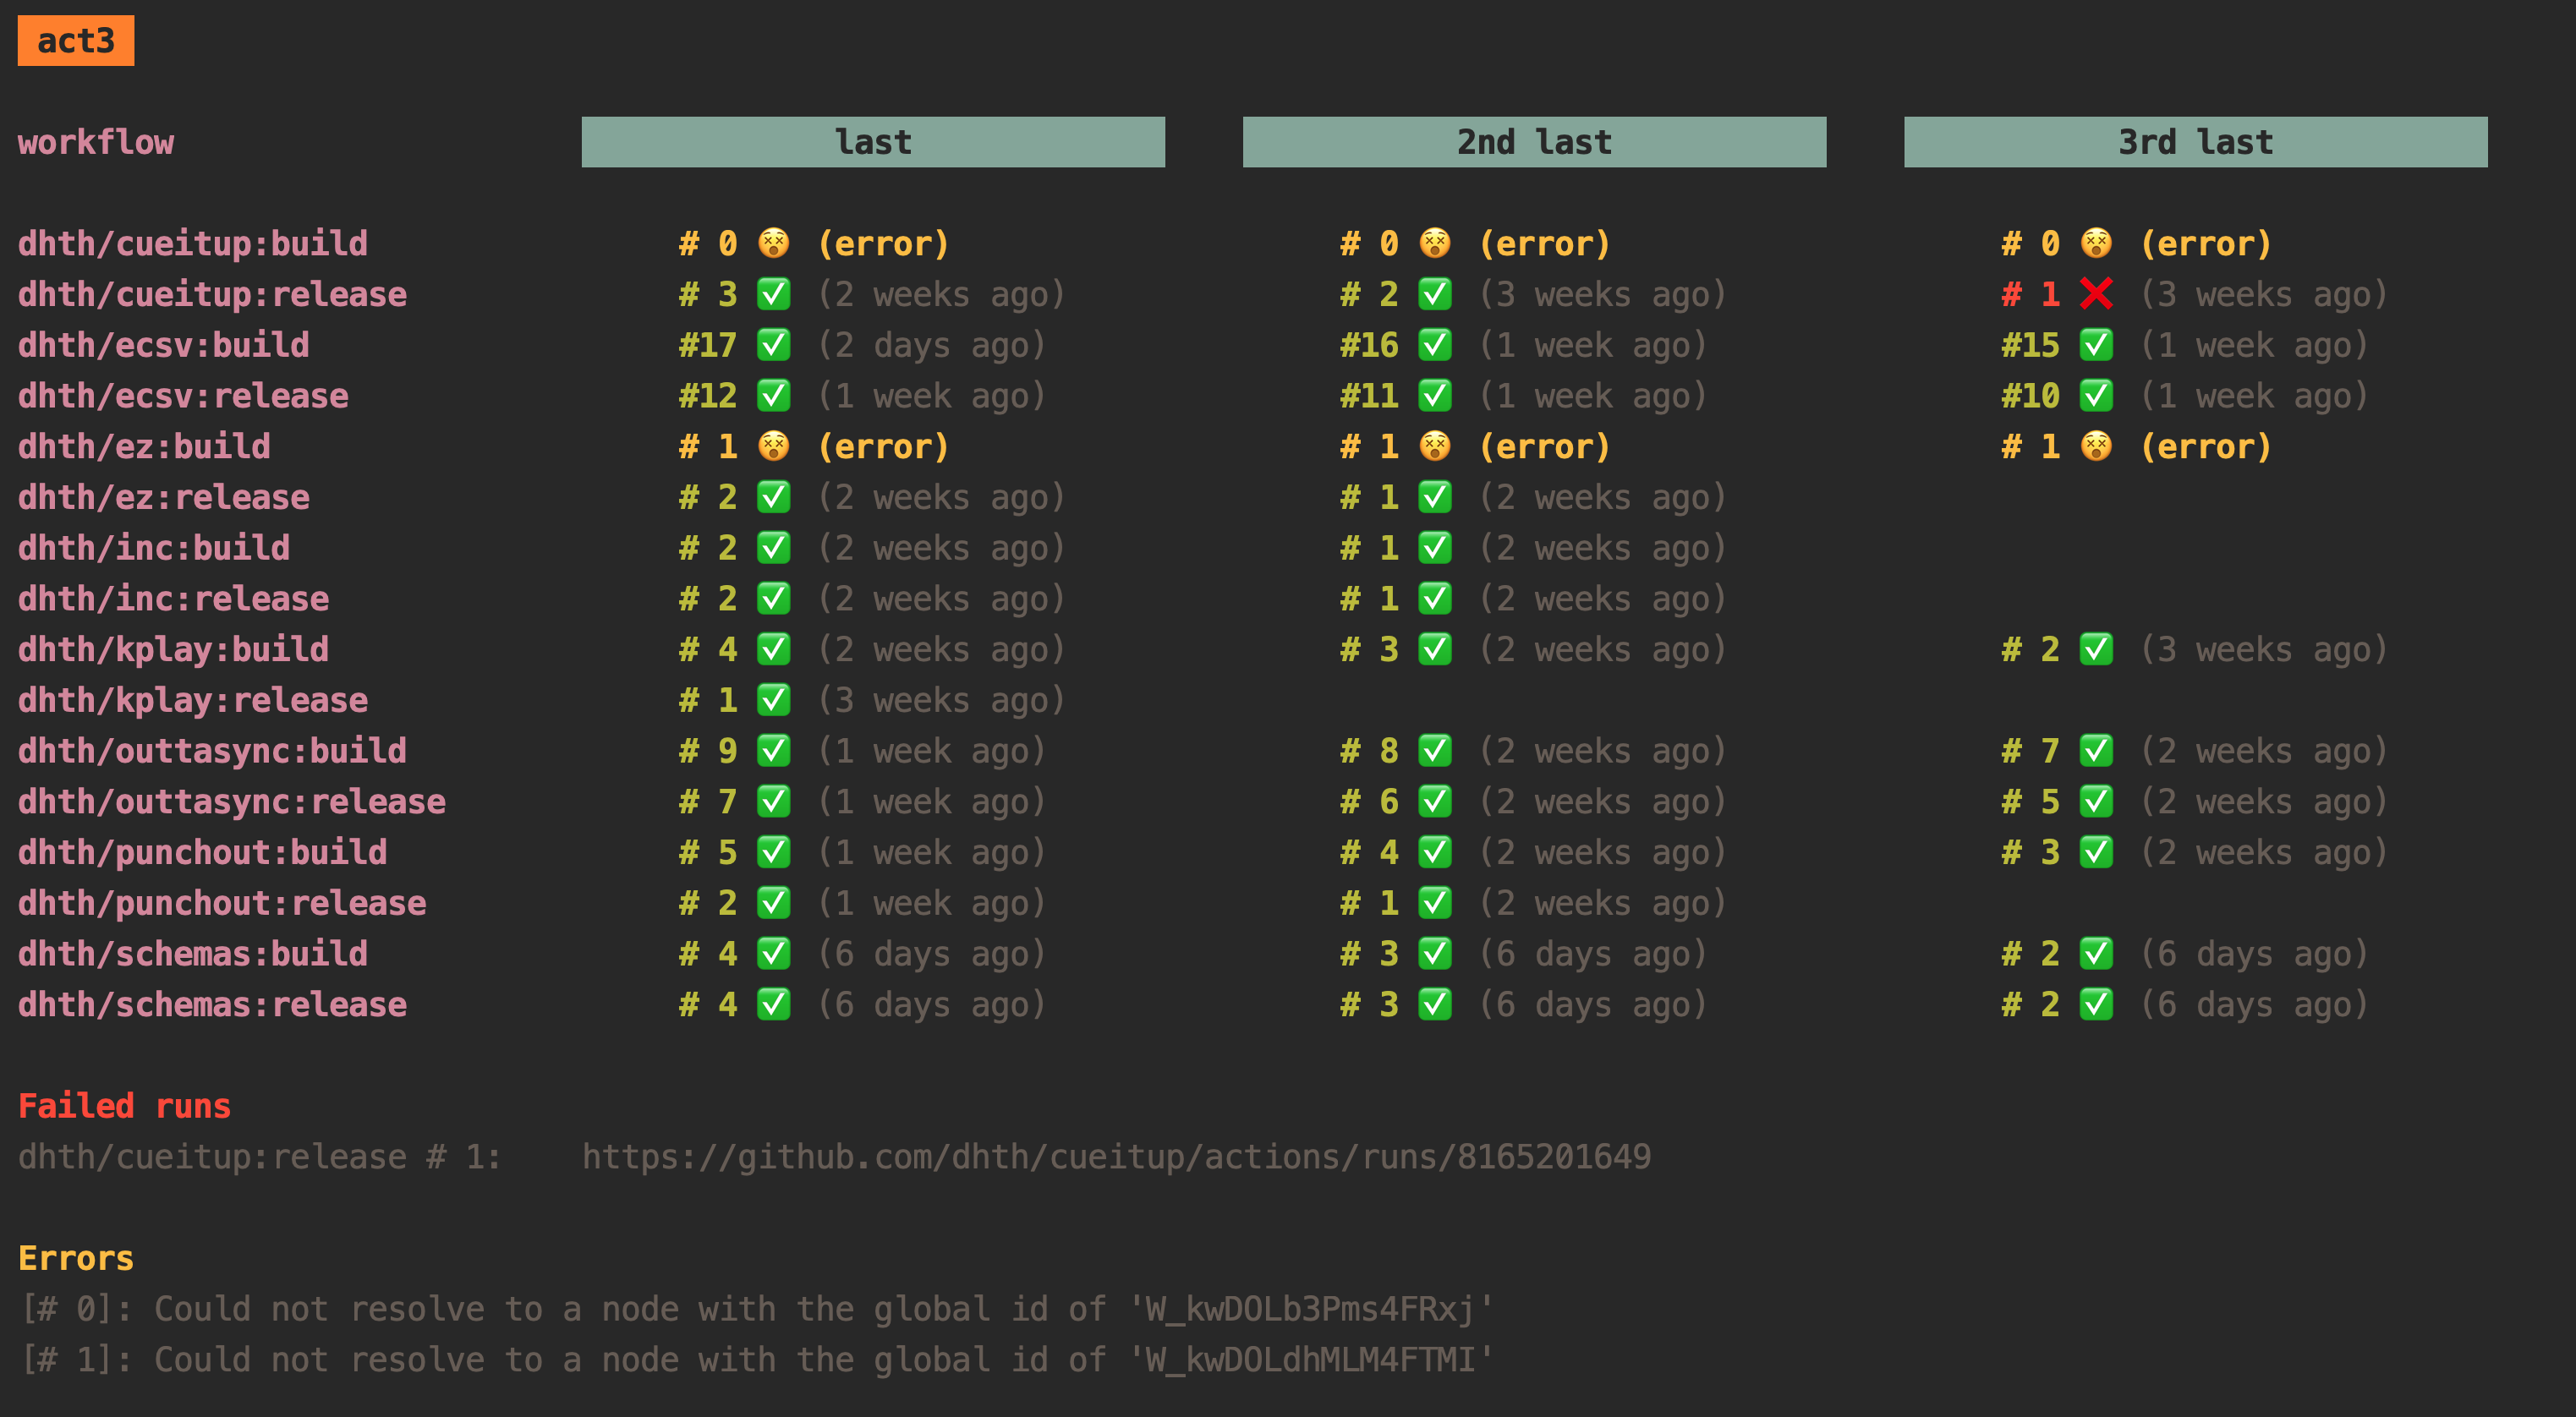 act3
workflow last 2nd last 3rd last
dhth/cueitup:build # 0 😵 (error) # 0 😵 (error) # 0 😵 (error)
dhth/cueitup:release # 3 ✅ (2 weeks ago) # 2 ✅ (3 weeks ago) # 1 ❌ (3 weeks ago)
dhth/ecsv:build #17 ✅ (2 days ago) #16 ✅ (1 week ago) #15 ✅ (1 week ago)
dhth/ecsv:release #12 ✅ (1 week ago) #11 ✅ (1 week ago) #10 ✅ (1 week ago)
dhth/ez:build # 1 😵 (error) # 1 😵 (error) # 1 😵 (error)
dhth/ez:release # 2 ✅ (2 weeks ago) # 1 ✅ (2 weeks ago)
dhth/inc:build # 2 ✅ (2 weeks ago) # 1 ✅ (2 weeks ago)
dhth/inc:release # 2 ✅ (2 weeks ago) # 1 ✅ (2 weeks ago)
dhth/kplay:build # 4 ✅ (2 weeks ago) # 3 ✅ (2 weeks ago) # 2 ✅ (3 weeks ago)
dhth/kplay:release # 1 ✅ (3 weeks ago)
dhth/outtasync:build # 9 ✅ (1 week ago) # 8 ✅ (2 weeks ago) # 7 ✅ (2 weeks ago)
dhth/outtasync:release # 7 ✅ (1 week ago) # 6 ✅ (2 weeks ago) # 5 ✅ (2 weeks ago)
dhth/punchout:build # 5 ✅ (1 week ago) # 4 ✅ (2 weeks ago) # 3 ✅ (2 weeks ago)
dhth/punchout:release # 2 ✅ (1 week ago) # 1 ✅ (2 weeks ago)
dhth/schemas:build # 4 ✅ (6 days ago) # 3 ✅ (6 days ago) # 2 ✅ (6 days ago)
dhth/schemas:release # 4 ✅ (6 days ago) # 3 ✅ (6 days ago) # 2 ✅ (6 days ago)
Failed runs
dhth/cueitup:release # 1: https://github.com/dhth/cueitup/actions/runs/8165201649
Errors
[# 0]: Could not resolve to a node with the global id of 'W_kwDOLb3Pms4FRxj'
[# 1]: Could not resolve to a node with the global id of 'W_kwDOLdhMLM4FTMI'